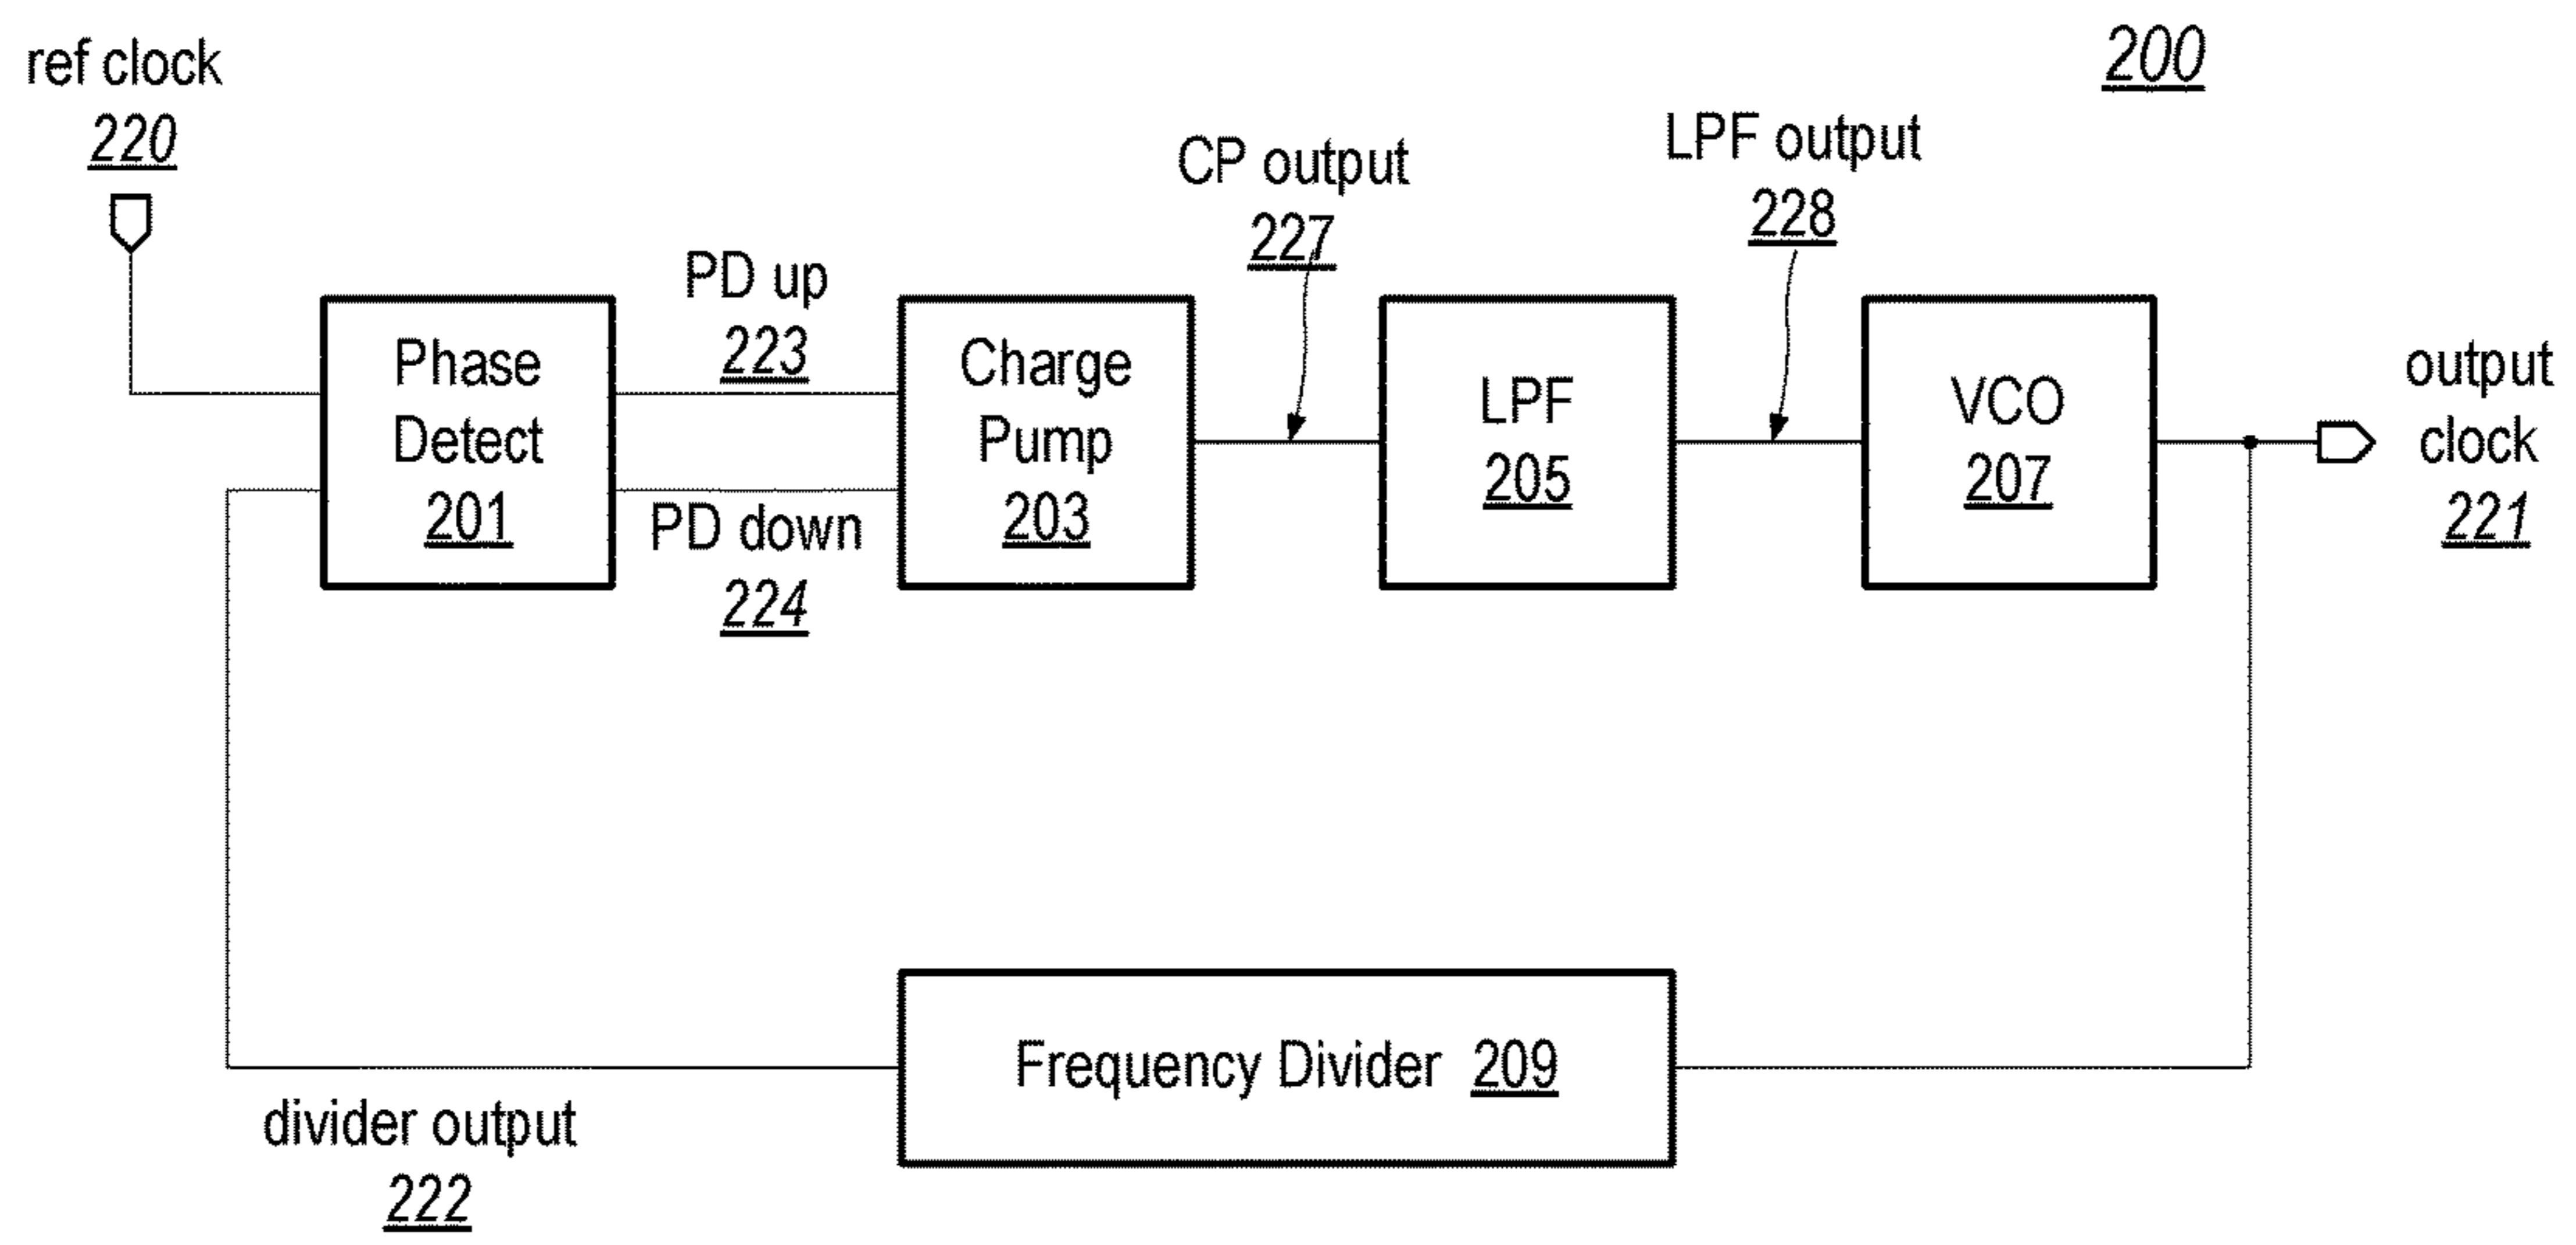 200
ref clock
220
CP output
227
LPF output
228
PD up
223
Phase
Detect
201
PD down
224
Charge
Pump
203
LPF
205
VCO
207
output
clock
221
Frequency Divider 209
divider output
222